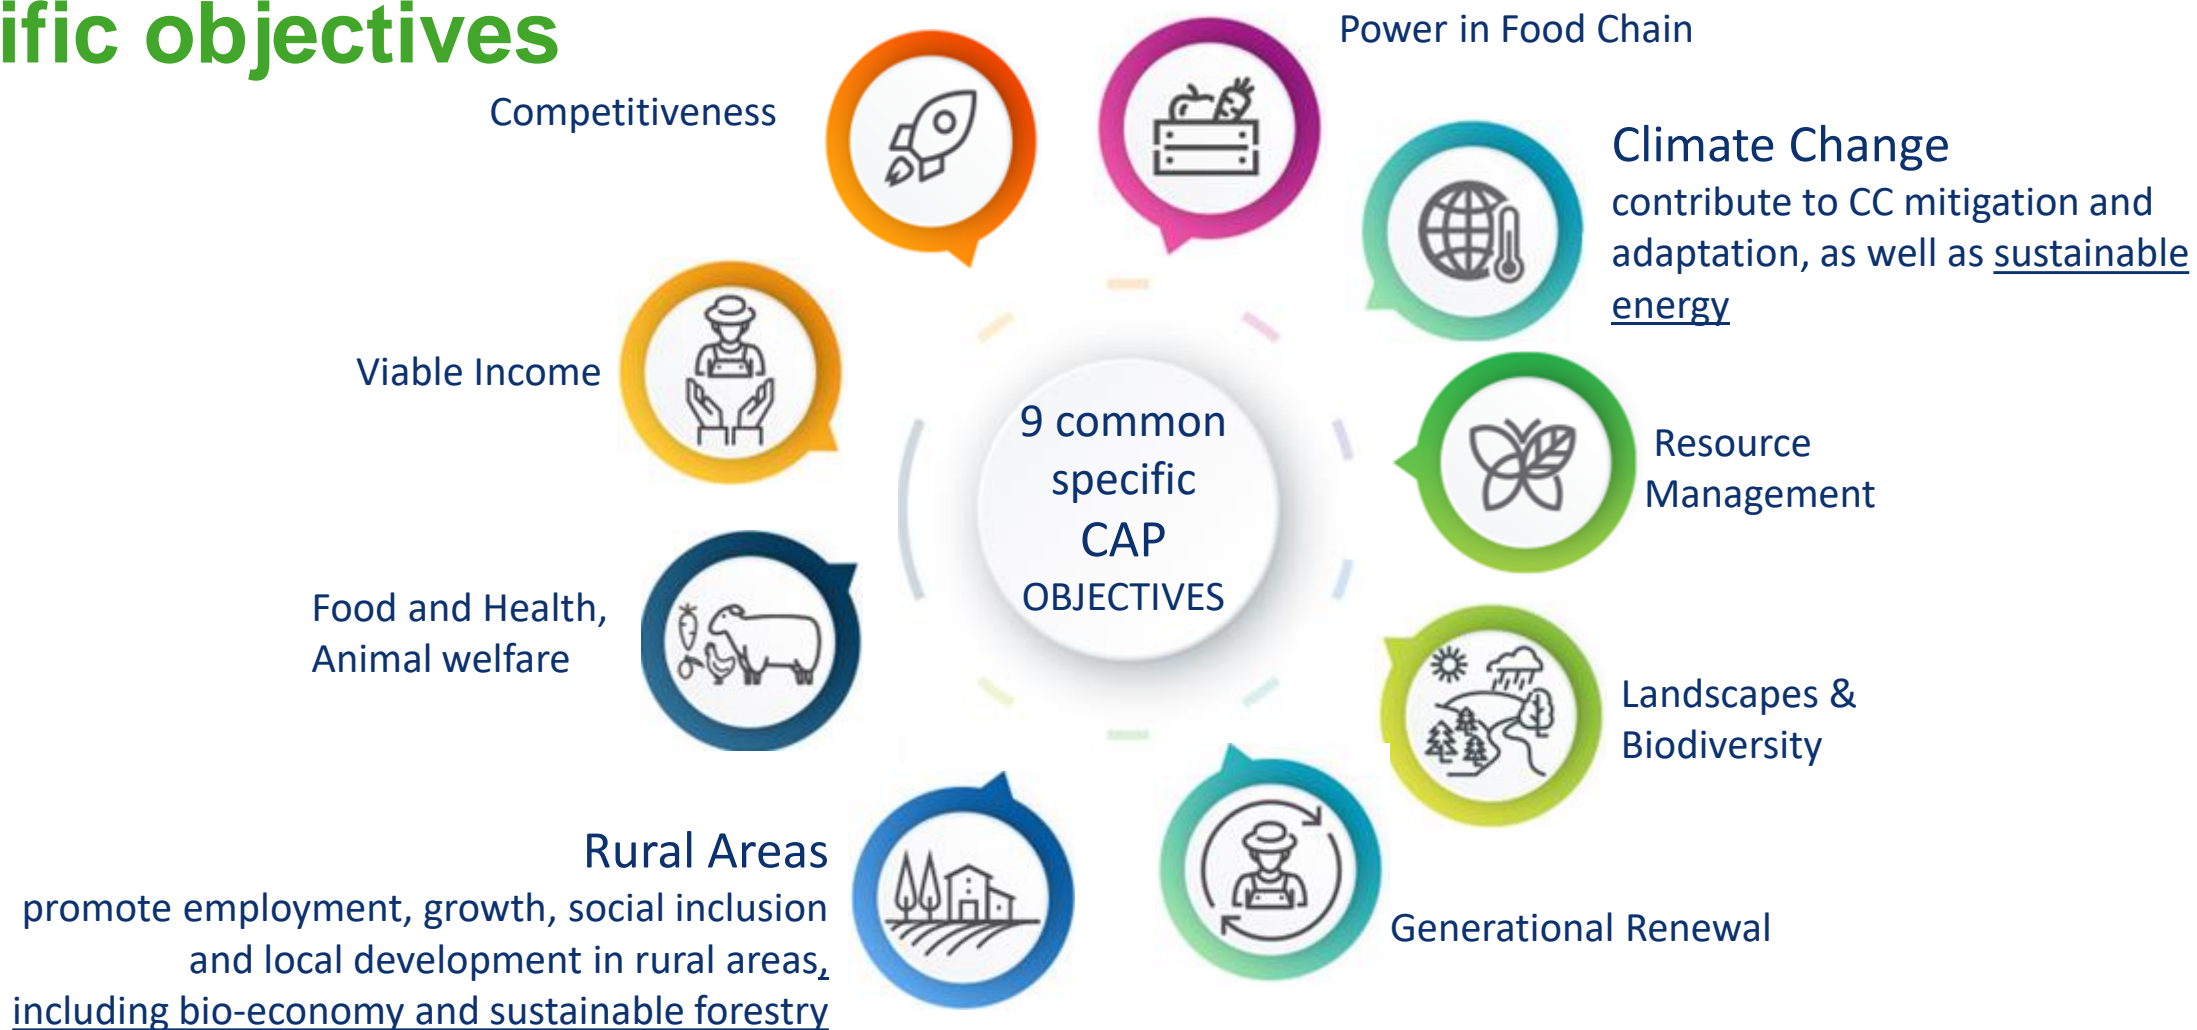 ific objectives
Competitiveness
Power in Food Chain
Climate Change
contribute to CC mitigation and
adaptation, as well as sustainable
energy
Viable Income
9 common
specific
CAP
OBJECTIVES
Resource
Management
Food and Health,
Animal welfare
Landscapes &
Biodiversity
Rural Areas
promote employment, growth, social inclusion
and local development in rural areas,
including bio-economy and sustainable forestry
Generational Renewal